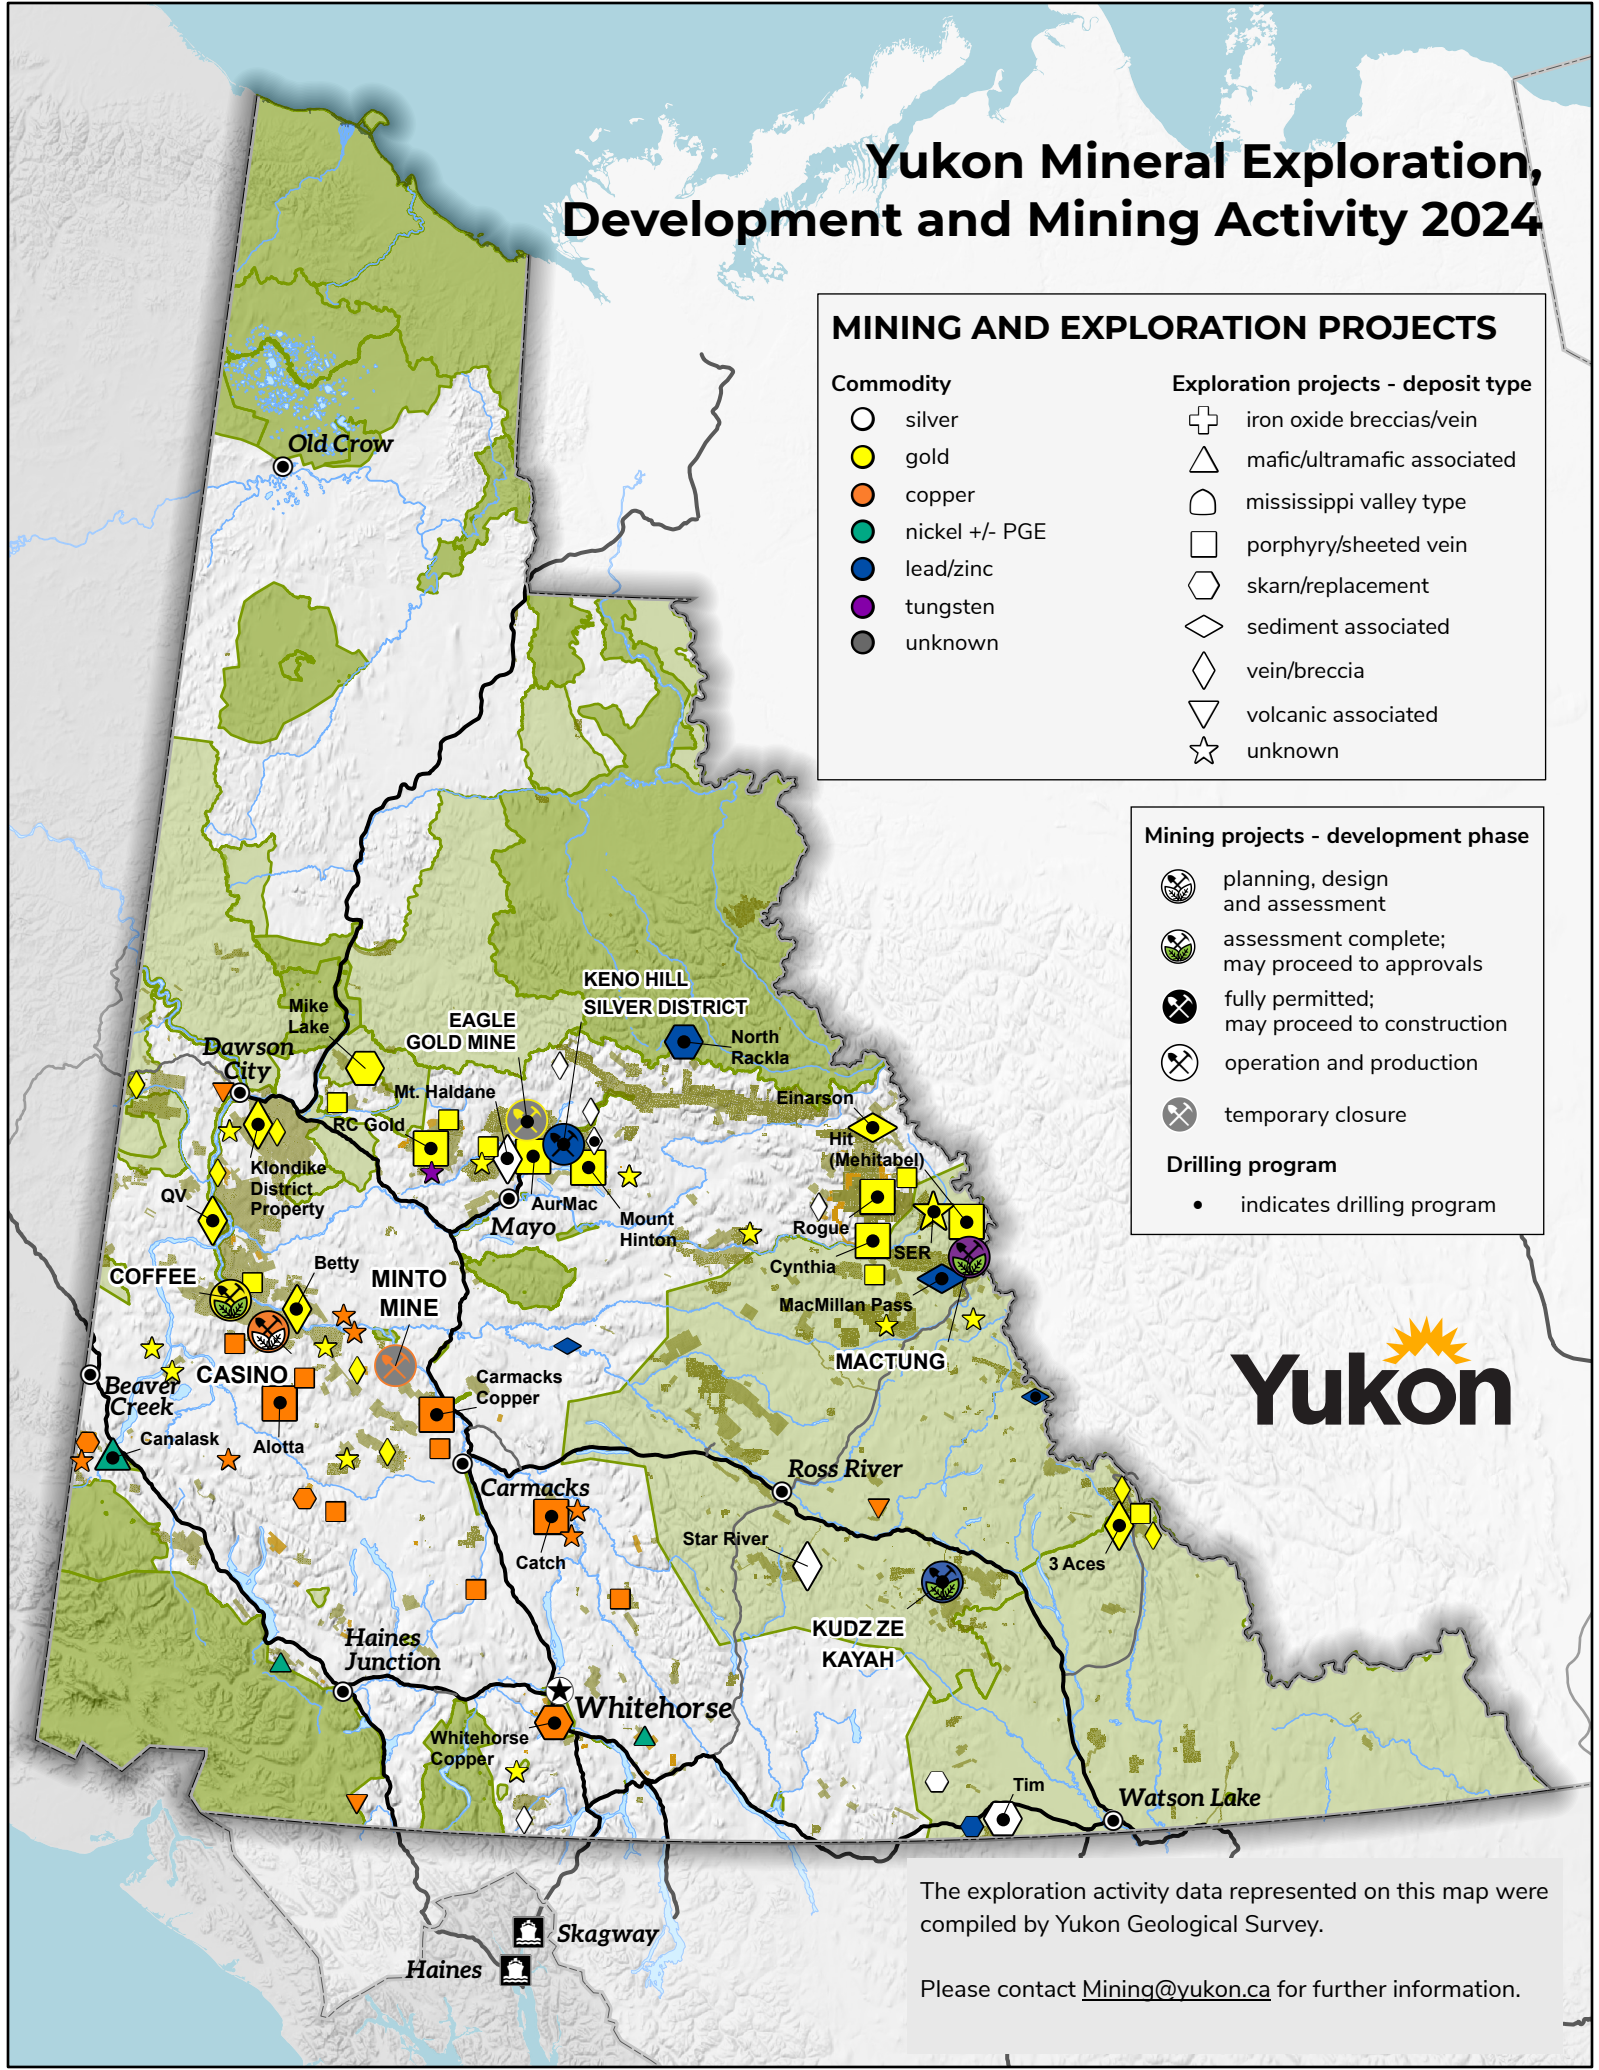 Yukon Mineral Exploration,
Development and Mining Activity 2024
MINING AND EXPLORATION PROJECTS
Commodity
silver
gold
copper
nickel +/- PGE
lead/zinc
tungsten
unknown
Exploration projects - deposit type
iron oxide breccias/vein
mafic/ultramafic associated
mississippi valley type
porphyry/sheeted vein
skarn/replacement
sediment associated
vein/breccia
volcanic associated
unknown
Mining projects - development phase
planning, design
and assessment
assessment complete;
may proceed to approvals
fully permitted;
may proceed to construction
operation and production
temporary closure
Drilling program
indicates drilling program
Old Crow
KENO HILL
SILVER DISTRICT
Mike
Lake
EAGLE
GOLD MINE
North
Rackla
Dawson
City
Mt. Haldane
Einarson
RC Gold
Hit
(Mehitabel)
Klondike
District
Property
QV
AurMac
Mayo
Mount
Hinton
Rogue
SER
Cynthia
Betty
COFFEE
MINTO
MINE
MacMillan Pass
MACTUNG
CASINO
Carmacks
Copper
Beaver
Creek
Canalask
Alotta
Yukon
Ross River
Carmacks
Star River
Catch
3 Aces
KUDZ ZE
KAYAH
Haines
Junction
Whitehorse
Whitehorse
Copper
Tim
Watson Lake
Skagway
Haines
The exploration activity data represented on this map were
compiled by Yukon Geological Survey.
Please contact Mining@yukon.ca for further information.